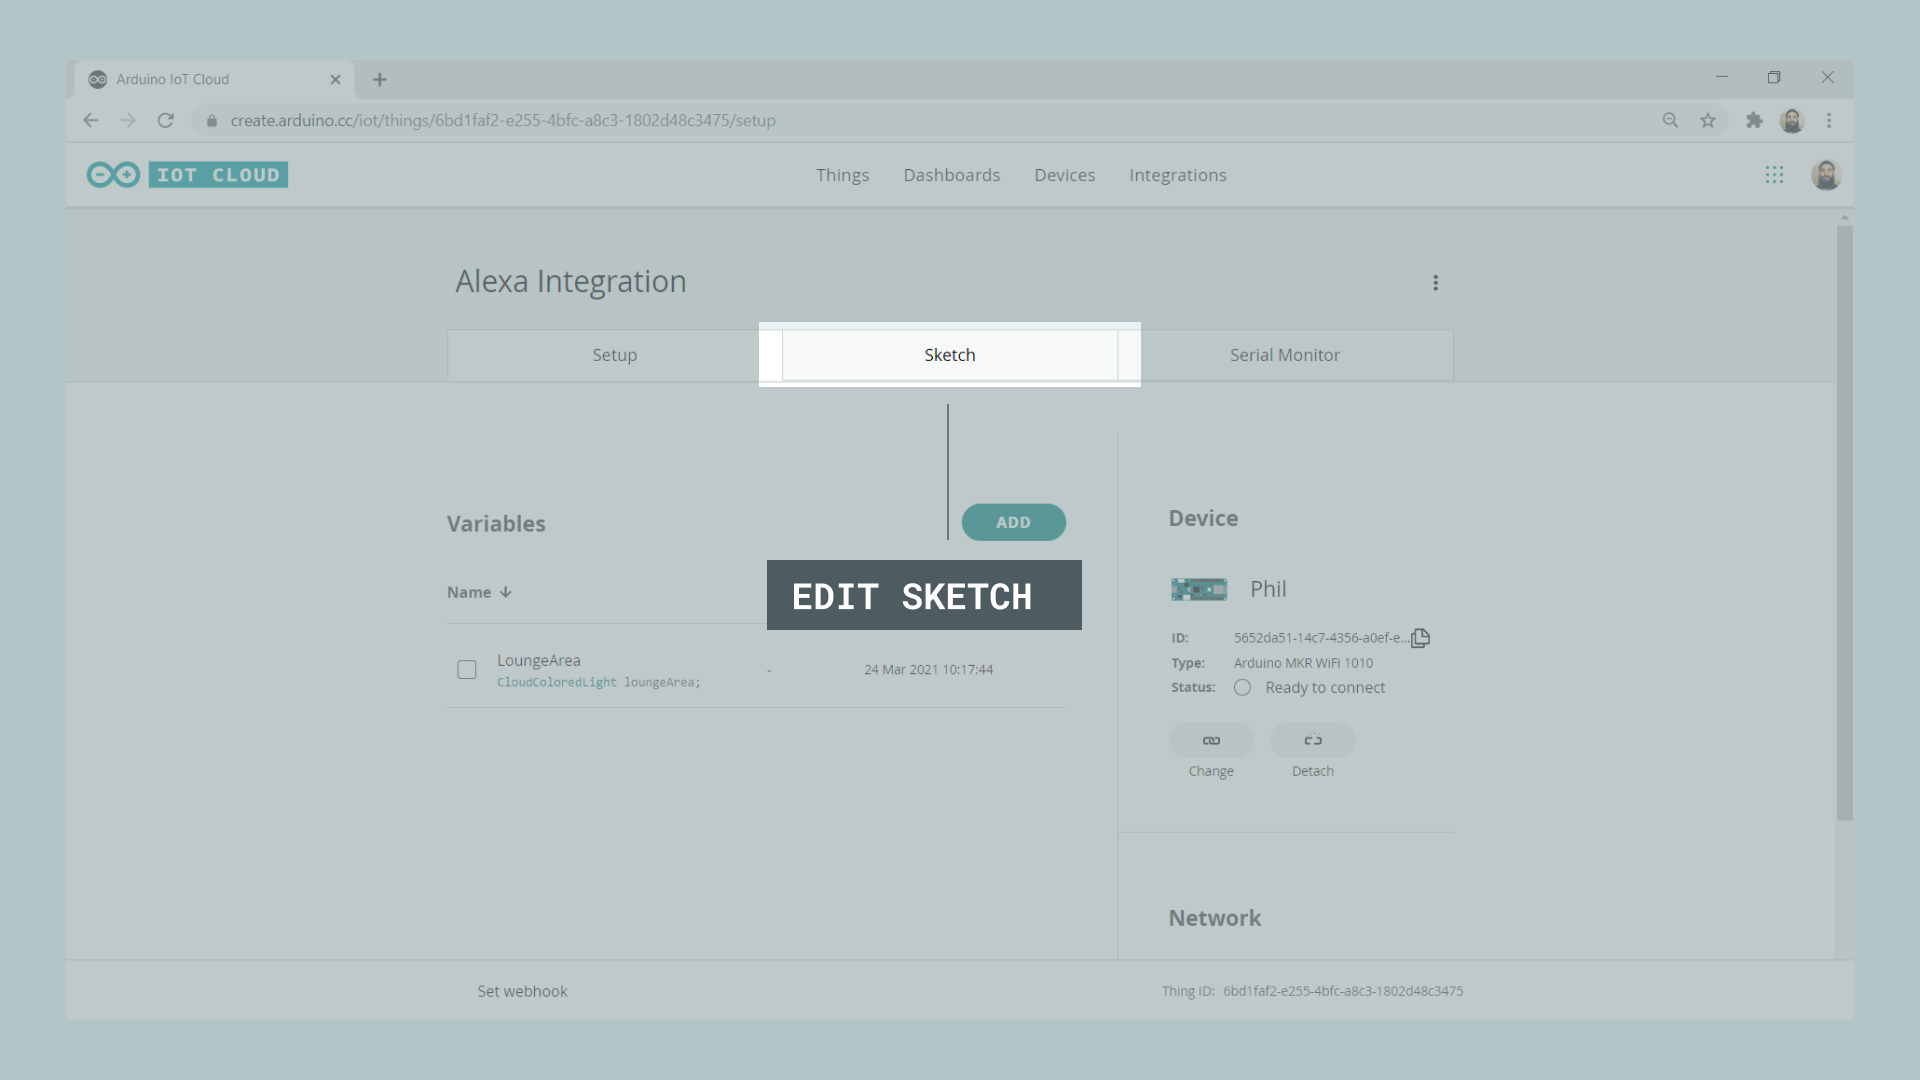 Arduino IoT Cloud
create.arduino.cc/iot/things/6bd1faf2-e255-4bfc-a8c3-1802d48c3475/setup
IOT CLOUD
Things Dashboards Devices Integrations
Alexa Integration
Setup Sketch Serial Monitor
Variables
ADD
EDIT SKETCH
Name
LoungeArea
CloudColoredLight loungeArea;
-
24 Mar 2021 10:17:44
Device
Phil
ID: 5652da51-14c7-4356-a0ef-e...
Type: Arduino MKR WiFi 1010
Status: Ready to connect
Change Detach
Network
Set webhook
Thing ID: 6bd1faf2-e255-4bfc-a8c3-1802d48c3475